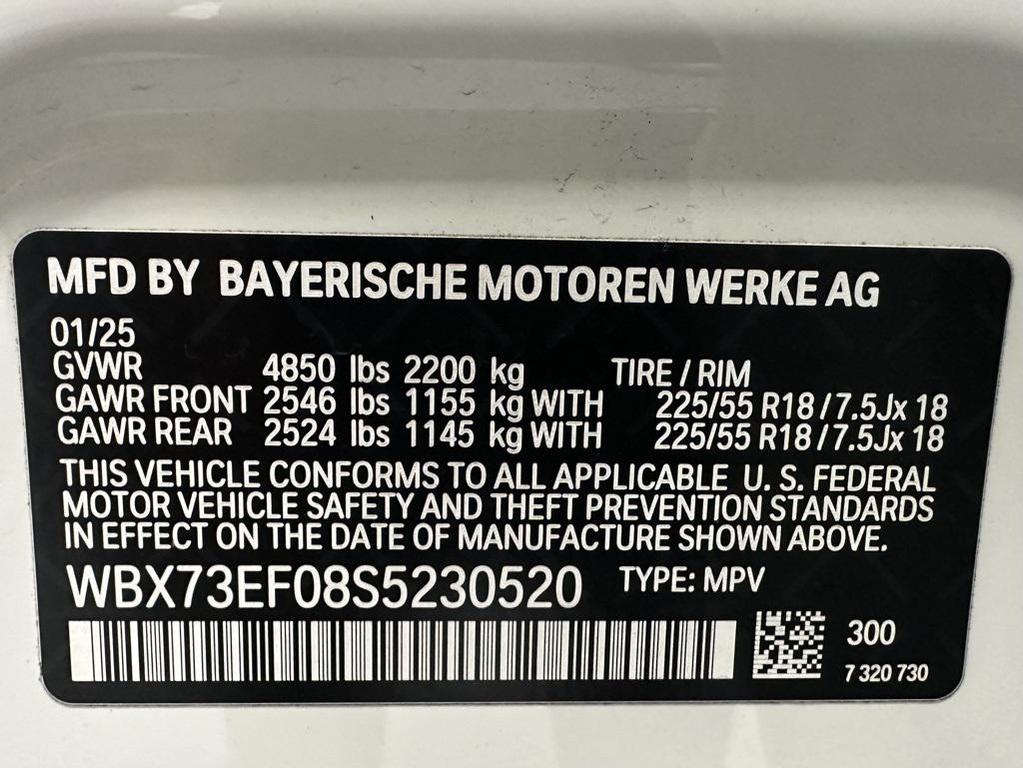 MFD BY BAYERISCHE MOTOREN WERKE AG
01/25
GVWR 4850 lbs 2200 kg TIRE / RIM
GAWR FRONT 2546 lbs 1155 kg WITH 225/55 R18 / 7.5Jx 18
GAWR REAR 2524 lbs 1145 kg WITH 225/55 R18 / 7.5Jx 18
THIS VEHICLE CONFORMS TO ALL APPLICABLE U. S. FEDERAL
MOTOR VEHICLE SAFETY AND THEFT PREVENTION STANDARDS
IN EFFECT ON THE DATE OF MANUFACTURE SHOWN ABOVE.
WBX73EF08S5230520 TYPE: MPV
300
7 320 730